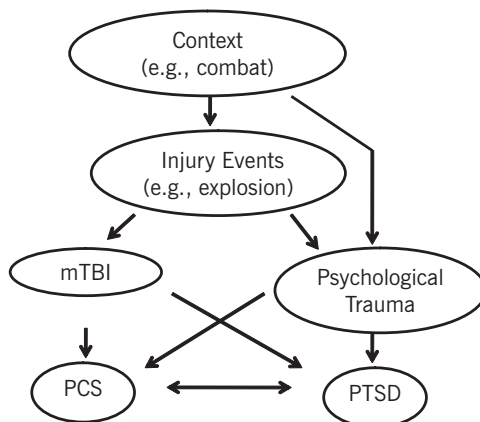 Context
(e.g., combat)
Injury Events
(e.g., explosion)
mTBI
Psychological
Trauma
PCS
PTSD